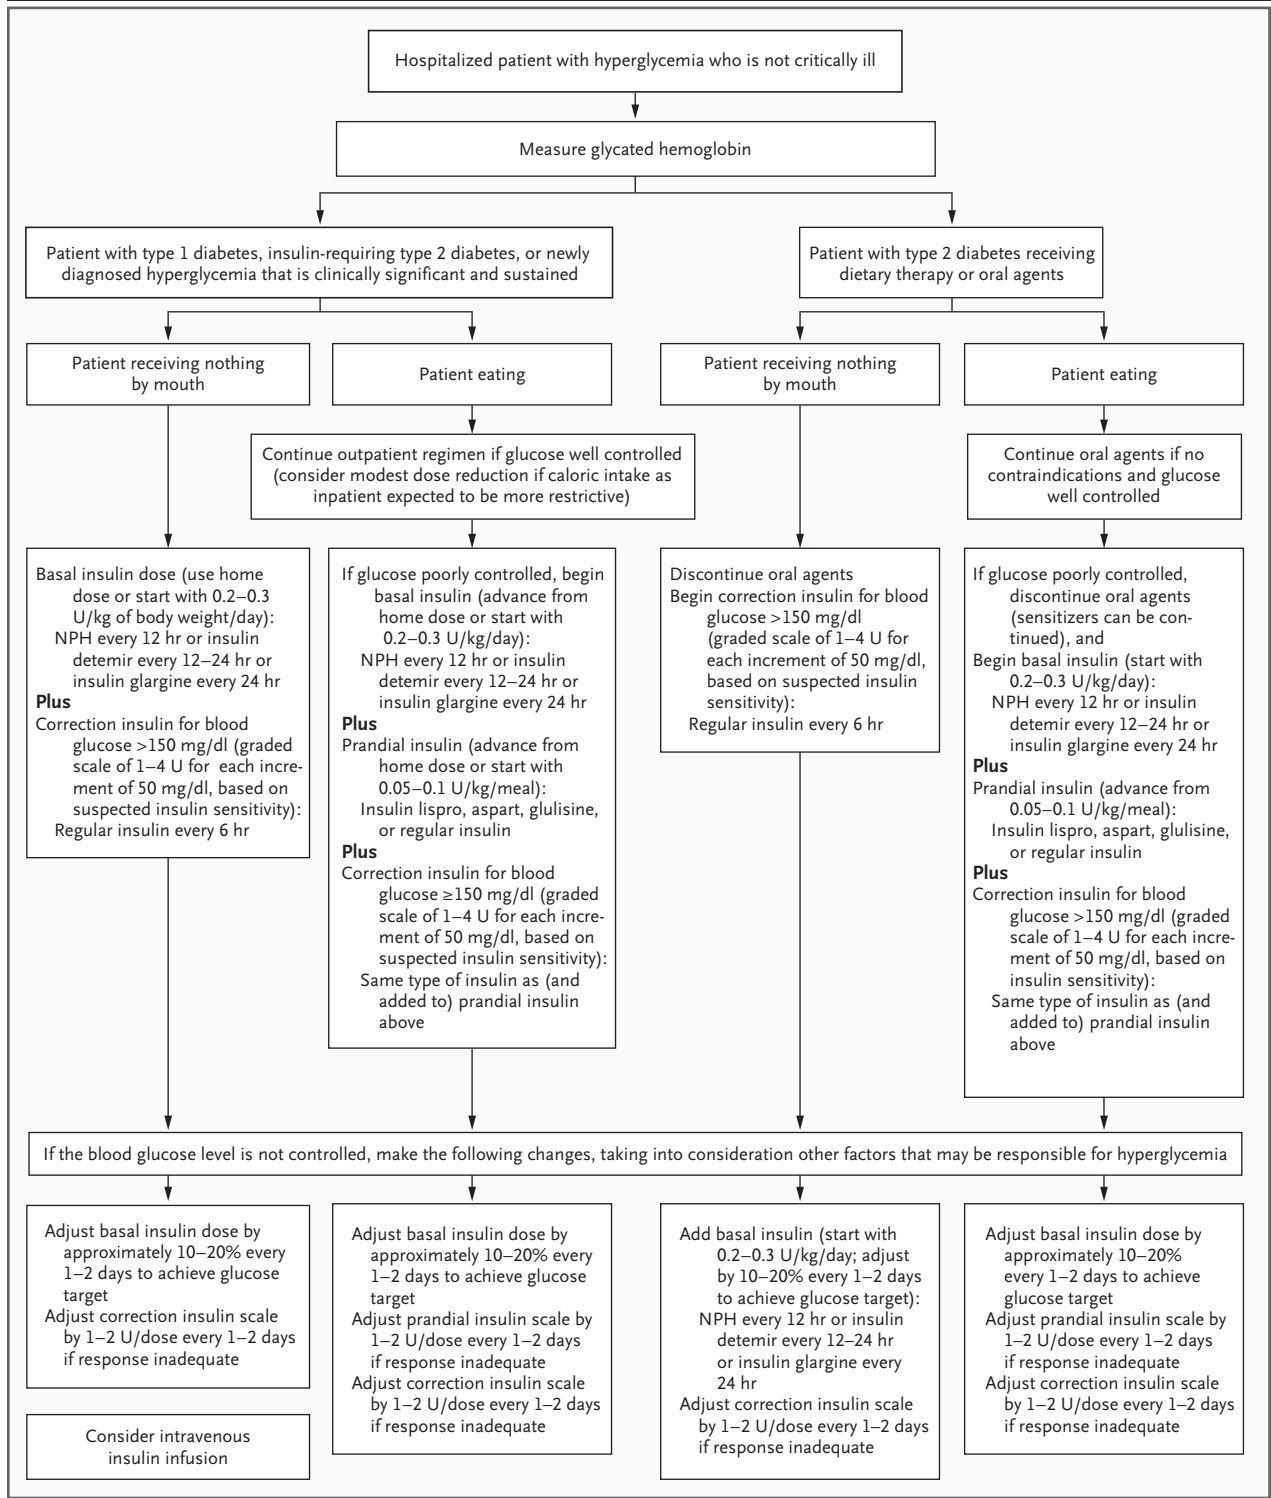 Hospitalized patient with hyperglycemia who is not critically ill
Measure glycated hemoglobin
Patient with type 1 diabetes, insulin-requiring type 2 diabetes, or newly
diagnosed hyperglycemia that is clinically significant and sustained
Patient with type 2 diabetes receiving
dietary therapy or oral agents
Patient receiving nothing
by mouth
Patient eating
Patient receiving nothing
by mouth
Patient eating
Continue outpatient regimen if glucose well controlled
(consider modest dose reduction if caloric intake as
inpatient expected to be more restrictive)
Continue oral agents if no
contraindications and glucose
well controlled
Basal insulin dose (use home
dose or start with 0.2–0.3
U/kg of body weight/day):
NPH every 12 hr or insulin
detemir every 12–24 hr or
insulin glargine every 24 hr
Plus
Correction insulin for blood
glucose >150 mg/dl (graded
scale of 1–4 U for each incre-
ment of 50 mg/dl, based on
suspected insulin sensitivity):
Regular insulin every 6 hr
If glucose poorly controlled, begin
basal insulin (advance from
home dose or start with
0.2–0.3 U/kg/day):
NPH every 12 hr or insulin
detemir every 12–24 hr or
insulin glargine every 24 hr
Plus
Prandial insulin (advance from
home dose or start with
0.05–0.1 U/kg/meal):
Insulin lispro, aspart, glulisine,
or regular insulin
Plus
Correction insulin for blood
glucose ≥150 mg/dl (graded
scale of 1–4 U for each incre-
ment of 50 mg/dl, based on
suspected insulin sensitivity):
Same type of insulin as (and
added to) prandial insulin
above
Discontinue oral agents
Begin correction insulin for blood
glucose >150 mg/dl
(graded scale of 1–4 U for
each increment of 50 mg/dl,
based on suspected insulin
sensitivity):
Regular insulin every 6 hr
If glucose poorly controlled,
discontinue oral agents
(sensitizers can be con-
tinued), and
Begin basal insulin (start with
0.2–0.3 U/kg/day):
NPH every 12 hr or insulin
detemir every 12–24 hr or
insulin glargine every 24 hr
Plus
Prandial insulin (advance from
0.05–0.1 U/kg/meal):
Insulin lispro, aspart, glulisine,
or regular insulin
Plus
Correction insulin for blood
glucose >150 mg/dl (graded
scale of 1–4 U for each incre-
ment of 50 mg/dl, based on
insulin sensitivity):
Same type of insulin as (and
added to) prandial insulin
above
If the blood glucose level is not controlled, make the following changes, taking into consideration other factors that may be responsible for hyperglycemia
Adjust basal insulin dose by
approximately 10–20% every
1–2 days to achieve glucose
target
Adjust correction insulin scale
by 1–2 U/dose every 1–2 days
if response inadequate
Consider intravenous
insulin infusion
Adjust basal insulin dose by
approximately 10–20% every
1–2 days to achieve glucose
target
Adjust prandial insulin scale by
1–2 U/dose every 1–2 days
if response inadequate
Adjust correction insulin scale
by 1–2 U/dose every 1–2 days
if response inadequate
Add basal insulin (start with
0.2–0.3 U/kg/day; adjust
by 10–20% every 1–2 days
to achieve glucose target):
NPH every 12 hr or insulin
detemir every 12–24 hr
or insulin glargine every
24 hr
Adjust correction insulin scale
by 1–2 U/dose every 1–2 days
if response inadequate
Adjust basal insulin dose by
approximately 10–20%
every 1–2 days to achieve
glucose target
Adjust prandial insulin scale by
1–2 U/dose every 1–2 days
if response inadequate
Adjust correction insulin scale
by 1–2 U/dose every 1–2 days
if response inadequate